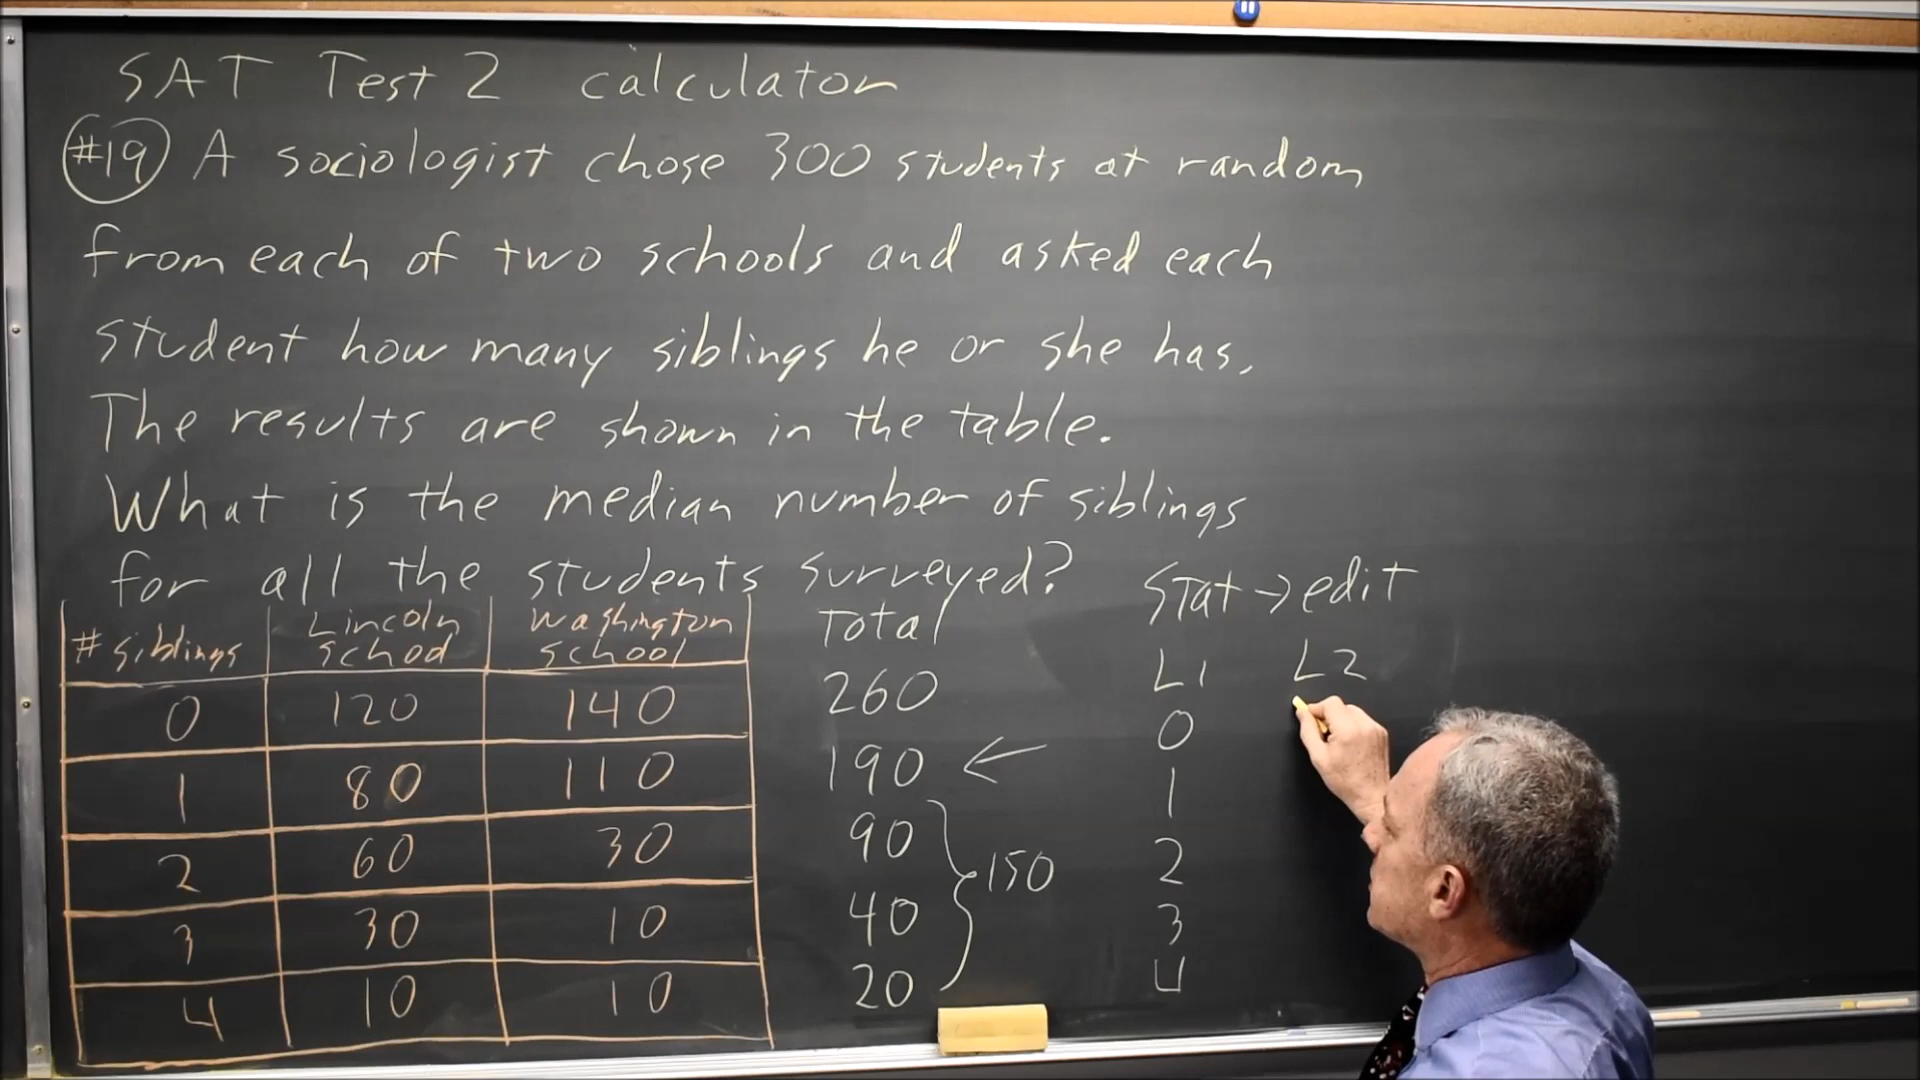 SAT Test 2 calculator
#19 A sociologist chose 300 students at random
from each of two schools and asked each
student how many siblings he or she has.
The results are shown in the table.
What is the median number of siblings
for all the students surveyed?
# siblings Lincoln school Washington school Total
0 120 140 260
1 80 110 190 ←
2 60 30 90
3 30 10 40
4 10 10 20
150
Stat → edit
L1 L2
0
1
2
3
4